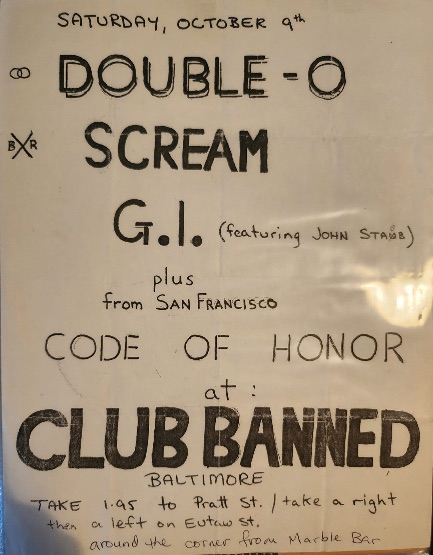 SATURDAY, OCTOBER 9th
DOUBLE-O
BXR SCREAM
G.I. (featuring JOHN STABB)
plus
from SAN FRANCISCO
CODE OF HONOR
at:
CLUB BANNED
BALTIMORE
TAKE I-95 to Pratt St. / take a right
then a left on Eutaw St.
around the corner from Marble Bar